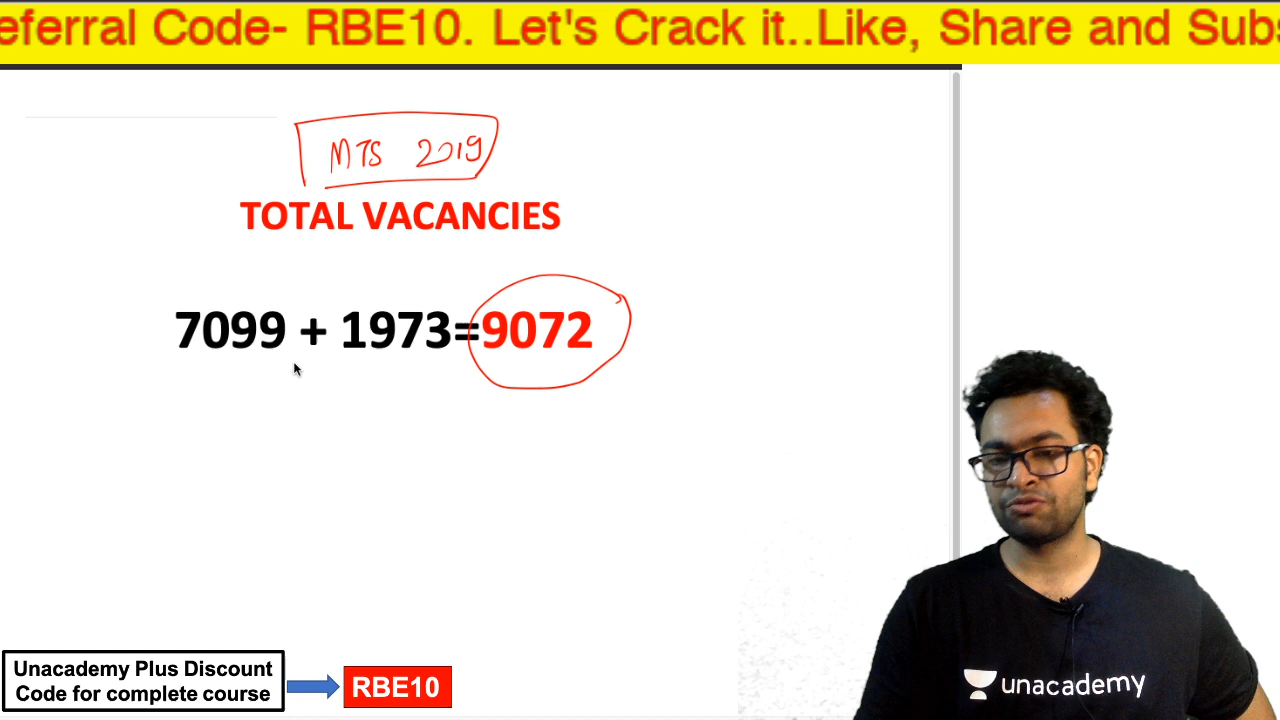 eferral Code- RBE10. Let's Crack it..Like, Share and Subs
MTS 2019
TOTAL VACANCIES
7099 + 1973=9072
Unacademy Plus Discount
Code for complete course
RBE10
unacademy